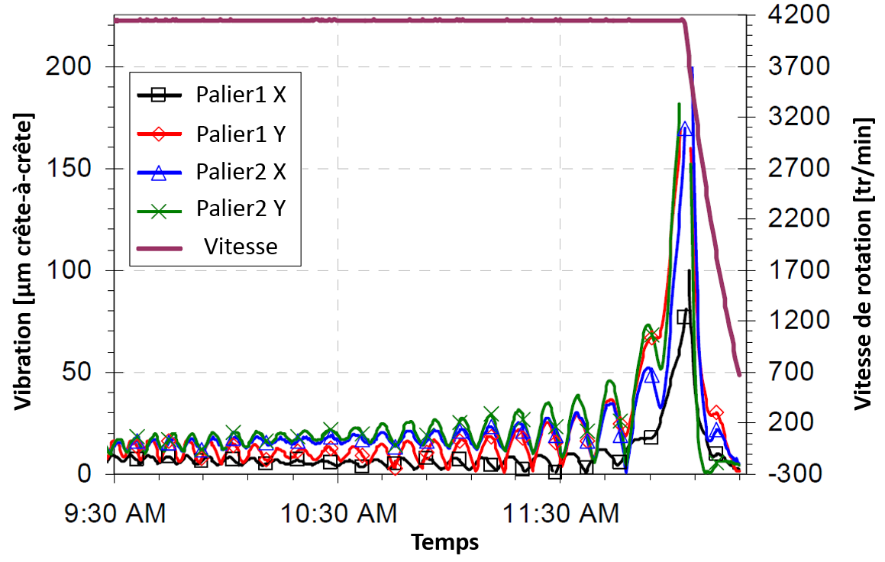 4200
200
3700
Palier1 X
Palier1 Y
Palier2 X
Palier2 Y
Vitesse
3200
150
2700
2200
100
1700
1200
50
700
200
0
-300
9:30 AM
10:30 AM
11:30 AM
Temps
Vibration [µm crête-à-crête]
Vitesse de rotation [tr/min]